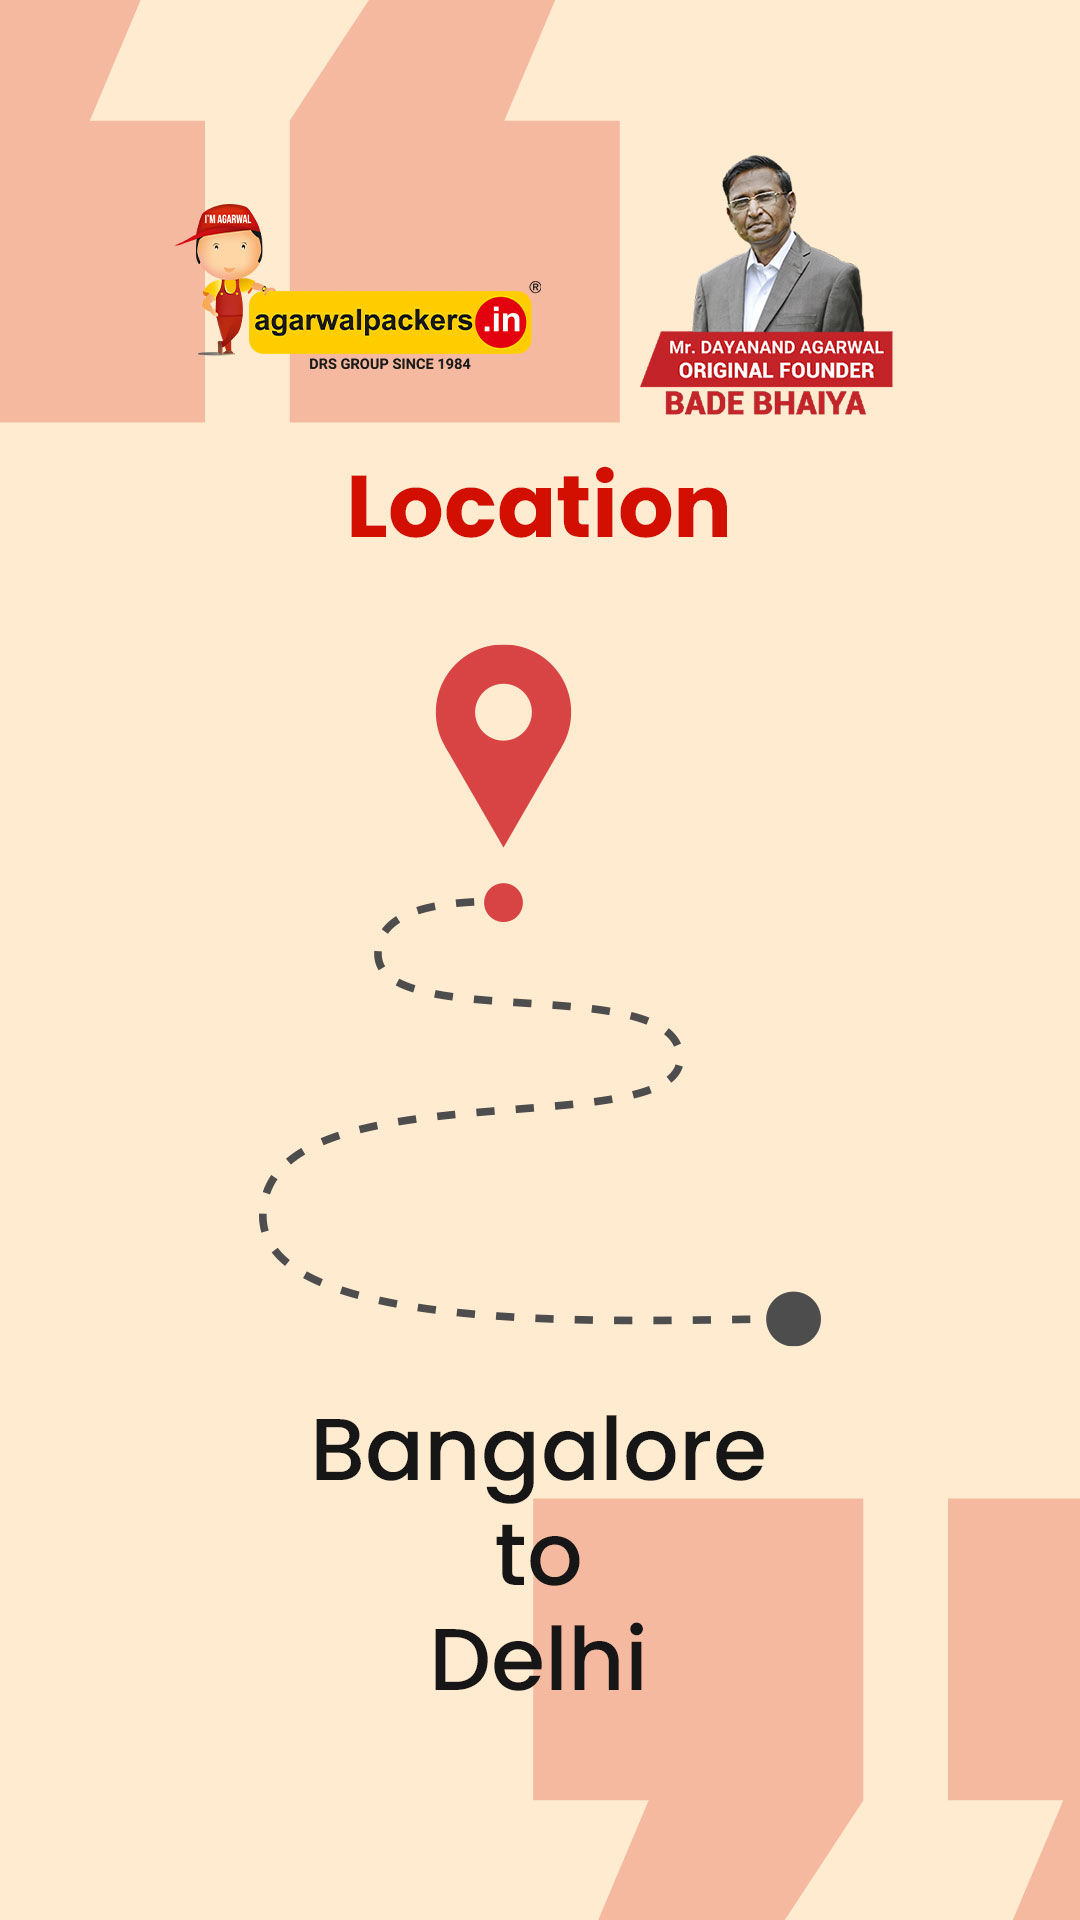 I'M AGARWAL
agarwalpackers.in®
DRS GROUP SINCE 1984
Mr. DAYANAND AGARWAL
ORIGINAL FOUNDER
BADE BHAIYA
Location
Bangalore
to
Delhi